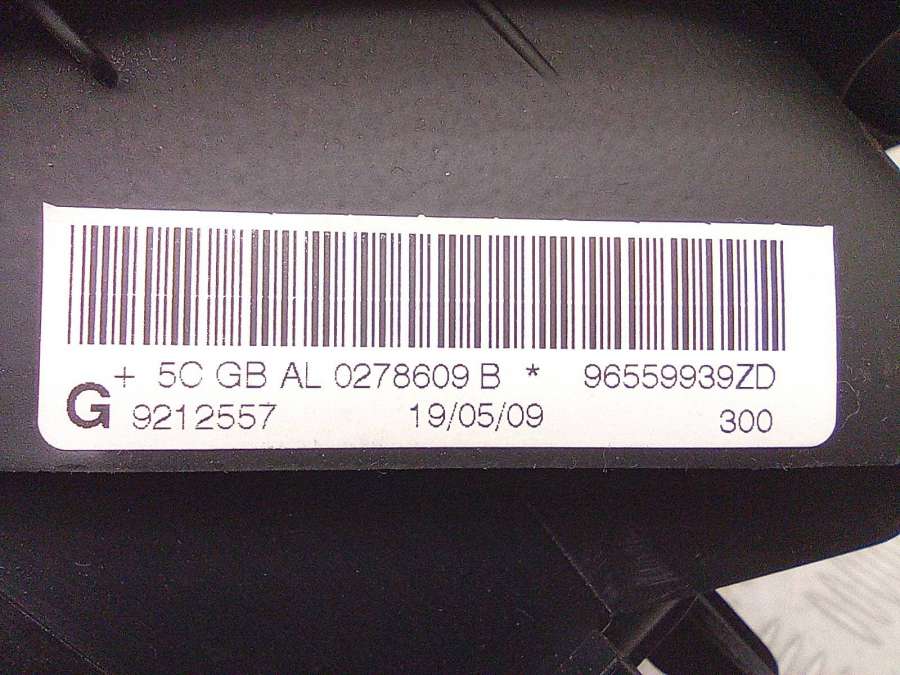 + 5C GB AL 0278609 B * 96559939ZD
G 9212557 19/05/09 300